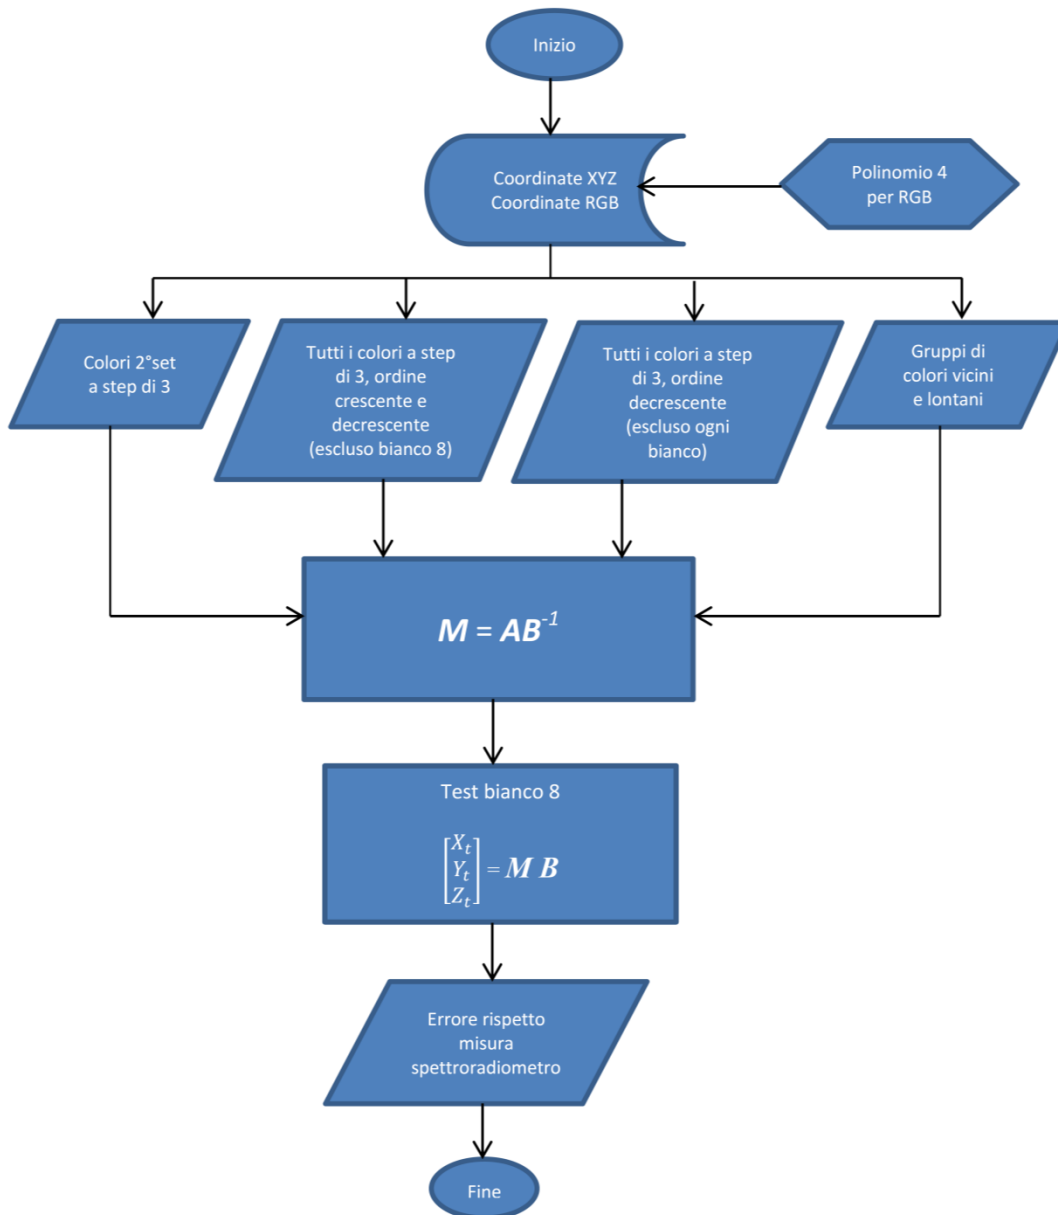 Inizio
Coordinate XYZ
Coordinate RGB
Polinomio 4
per RGB
Colori 2°set
a step di 3
Tutti i colori a step
di 3, ordine
crescente e
decrescente
(escluso bianco 8)
Tutti i colori a step
di 3, ordine
decrescente
(escluso ogni
bianco)
Gruppi di
colori vicini
e lontani
M = AB⁻¹
Test bianco 8
[Xₜ
Yₜ
Zₜ] = M B
Errore rispetto
misura
spettroradiometro
Fine